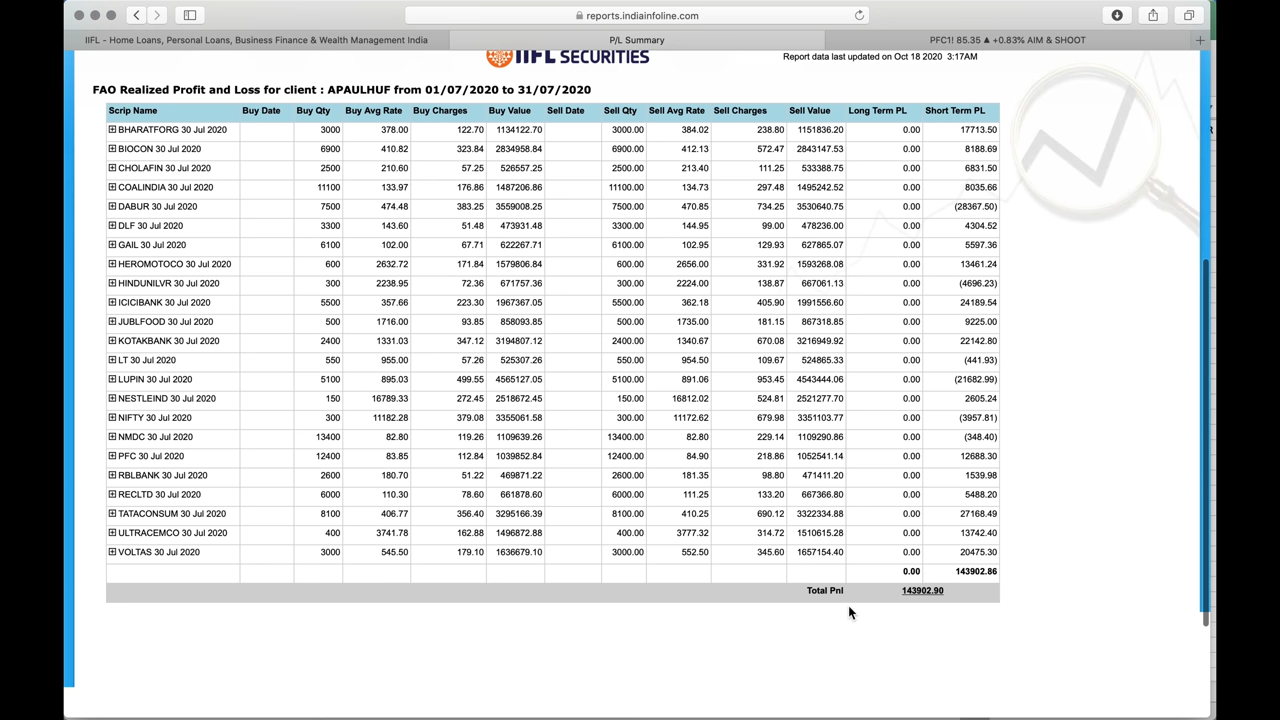 reports.indiainfoline.com
IIFL - Home Loans, Personal Loans, Business Finance & Wealth Management India P/L Summary PFC1! 85.35 ▲ +0.83% AIM & SHOOT
IIFL SECURITIES Report data last updated on Oct 18 2020 3:17AM
FAO Realized Profit and Loss for client : APAULHUF from 01/07/2020 to 31/07/2020
Scrip Name Buy Date Buy Qty Buy Avg Rate Buy Charges Buy Value Sell Date Sell Qty Sell Avg Rate Sell Charges Sell Value Long Term PL Short Term PL
BHARATFORG 30 Jul 2020 3000 378.00 122.70 1134122.70 3000.00 384.02 238.80 1151836.20 0.00 17713.50
BIOCON 30 Jul 2020 6900 410.82 323.84 2834958.84 6900.00 412.13 572.47 2843147.53 0.00 8188.69
CHOLAFIN 30 Jul 2020 2500 210.60 57.25 526557.25 2500.00 213.40 111.25 533388.75 0.00 6831.50
COALINDIA 30 Jul 2020 11100 133.97 176.86 1487206.86 11100.00 134.73 297.48 1495242.52 0.00 8035.66
DABUR 30 Jul 2020 7500 474.48 383.25 3559008.25 7500.00 470.85 734.25 3530640.75 0.00 (28367.50)
DLF 30 Jul 2020 3300 143.60 51.48 473931.48 3300.00 144.95 99.00 478236.00 0.00 4304.52
GAIL 30 Jul 2020 6100 102.00 67.71 622267.71 6100.00 102.95 129.93 627865.07 0.00 5597.36
HEROMOTOCO 30 Jul 2020 600 2632.72 171.84 1579806.84 600.00 2656.00 331.92 1593268.08 0.00 13461.24
HINDUNILVR 30 Jul 2020 300 2238.95 72.36 671757.36 300.00 2224.00 138.87 667061.13 0.00 (4696.23)
ICICIBANK 30 Jul 2020 5500 357.66 223.30 1967367.05 5500.00 362.18 405.90 1991556.60 0.00 24189.54
JUBLFOOD 30 Jul 2020 500 1716.00 93.85 858093.85 500.00 1735.00 181.15 867318.85 0.00 9225.00
KOTAKBANK 30 Jul 2020 2400 1331.03 347.12 3194807.12 2400.00 1340.67 670.08 3216949.92 0.00 22142.80
LT 30 Jul 2020 550 955.00 57.26 525307.26 550.00 954.50 109.67 524865.33 0.00 (441.93)
LUPIN 30 Jul 2020 5100 895.03 499.55 4565127.05 5100.00 891.06 953.45 4543444.06 0.00 (21682.99)
NESTLEIND 30 Jul 2020 150 16789.33 272.45 2518672.45 150.00 16812.02 524.81 2521277.70 0.00 2605.24
NIFTY 30 Jul 2020 300 11182.28 379.08 3355061.58 300.00 11172.62 679.98 3351103.77 0.00 (3957.81)
NMDC 30 Jul 2020 13400 82.80 119.26 1109639.26 13400.00 82.80 229.14 1109290.86 0.00 (348.40)
PFC 30 Jul 2020 12400 83.85 112.84 1039852.84 12400.00 84.90 218.86 1052541.14 0.00 12688.30
RBLBANK 30 Jul 2020 2600 180.70 51.22 469871.22 2600.00 181.35 98.80 471411.20 0.00 1539.98
RECLTD 30 Jul 2020 6000 110.30 78.60 661878.60 6000.00 111.25 133.20 667366.80 0.00 5488.20
TATACONSUM 30 Jul 2020 8100 406.77 356.40 3295166.39 8100.00 410.25 690.12 3322334.88 0.00 27168.49
ULTRACEMCO 30 Jul 2020 400 3741.78 162.88 1496872.88 400.00 3777.32 314.72 1510615.28 0.00 13742.40
VOLTAS 30 Jul 2020 3000 545.50 179.10 1636679.10 3000.00 552.50 345.60 1657154.40 0.00 20475.30
0.00 143902.86
Total Pnl 143902.90